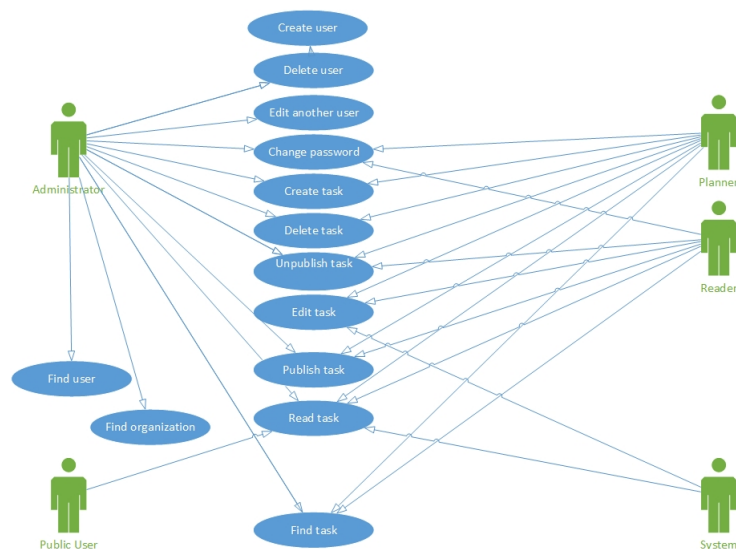 Create user
Delete user
Edit another user
Change password
Administrator
Planner
Create task
Delete task
Unpublish task
Reader
Edit task
Find user
Publish task
Find organization
Read task
Public User
Find task
System